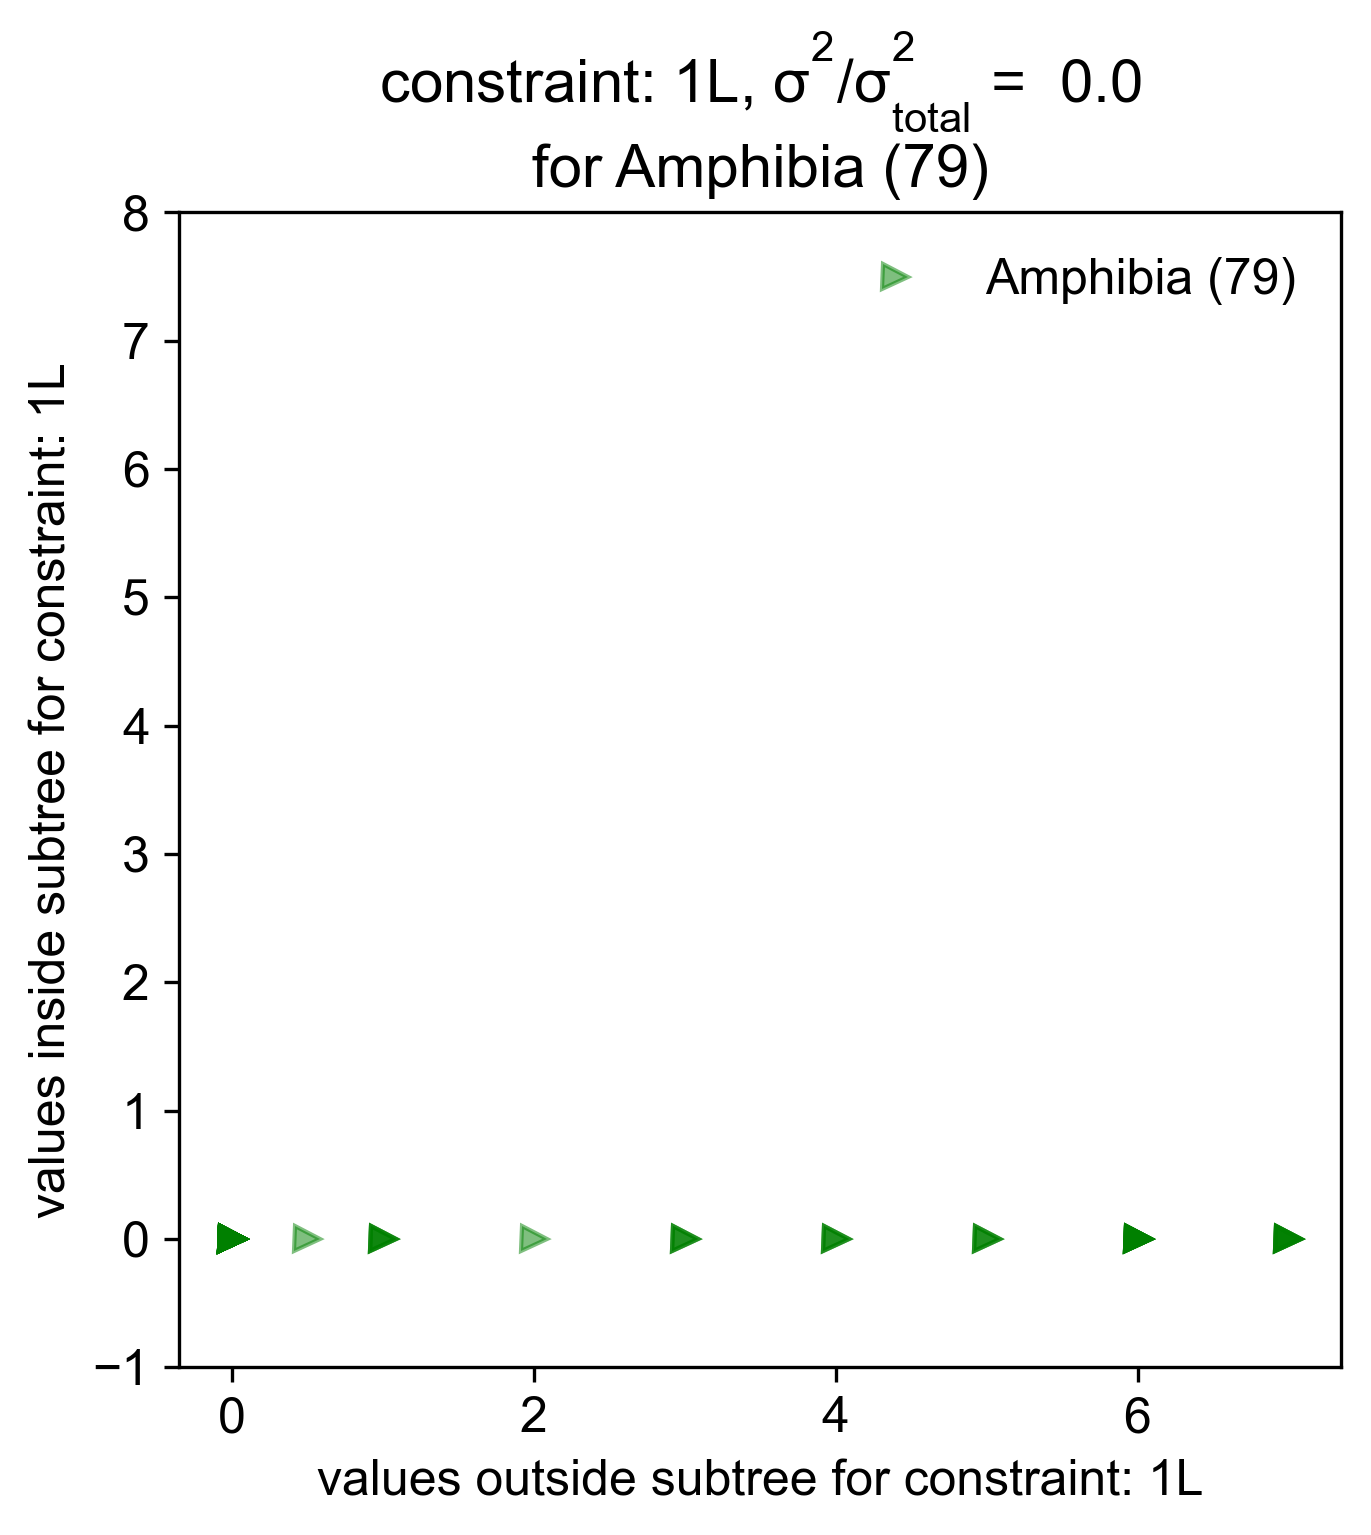 constraint: 1L, σ²/σ²total = 0.0
for Amphibia (79)
Amphibia (79)
8
7
6
5
4
3
2
1
0
−1
values inside subtree for constraint: 1L
0 2 4 6
values outside subtree for constraint: 1L